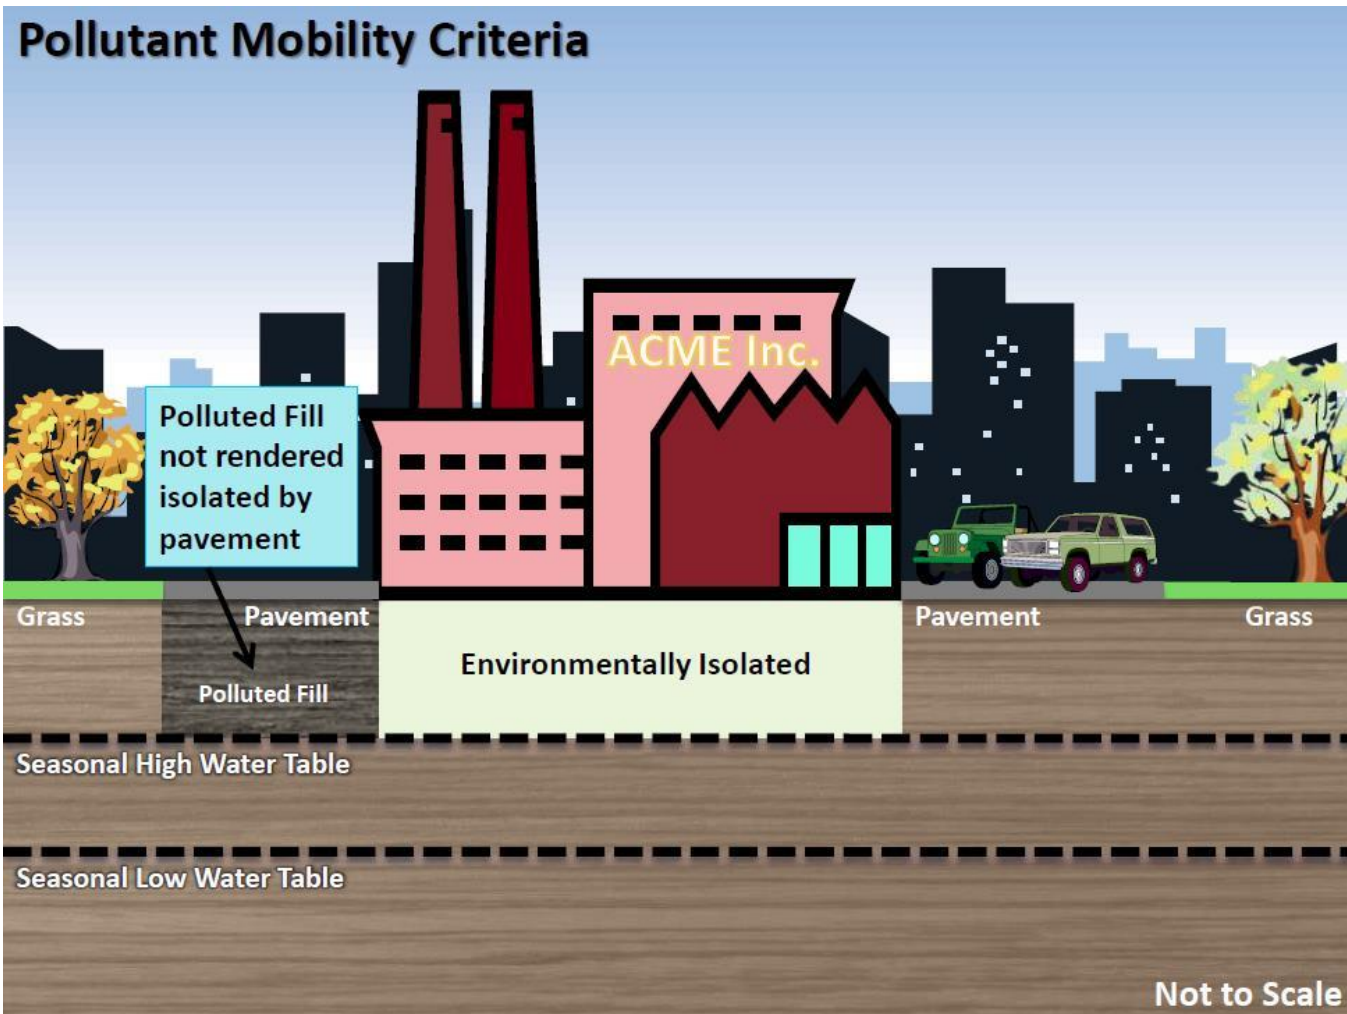 Pollutant Mobility Criteria
ACME Inc.
Polluted Fill
not rendered
isolated by
pavement
Grass
Pavement
Pavement
Grass
Environmentally Isolated
Polluted Fill
Seasonal High Water Table
Seasonal Low Water Table
Not to Scale